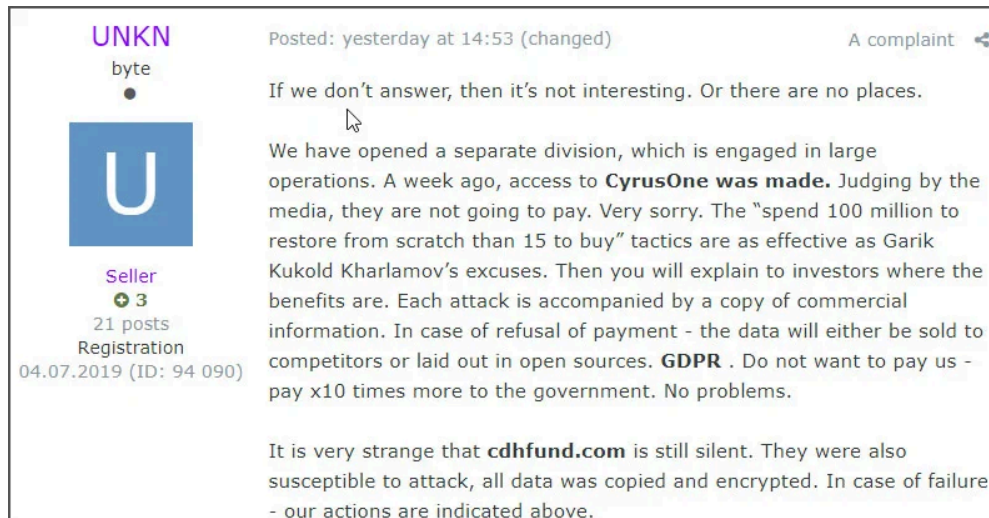 UNKN
byte
U
Seller
3
21 posts
Registration
04.07.2019 (ID: 94 090)
Posted: yesterday at 14:53 (changed)
A complaint
If we don’t answer, then it’s not interesting. Or there are no places.
We have opened a separate division, which is engaged in large
operations. A week ago, access to CyrusOne was made. Judging by the
media, they are not going to pay. Very sorry. The “spend 100 million to
restore from scratch than 15 to buy” tactics are as effective as Garik
Kukold Kharlamov’s excuses. Then you will explain to investors where the
benefits are. Each attack is accompanied by a copy of commercial
information. In case of refusal of payment - the data will either be sold to
competitors or laid out in open sources. GDPR . Do not want to pay us -
pay x10 times more to the government. No problems.
It is very strange that cdhfund.com is still silent. They were also
susceptible to attack, all data was copied and encrypted. In case of failure
- our actions are indicated above.